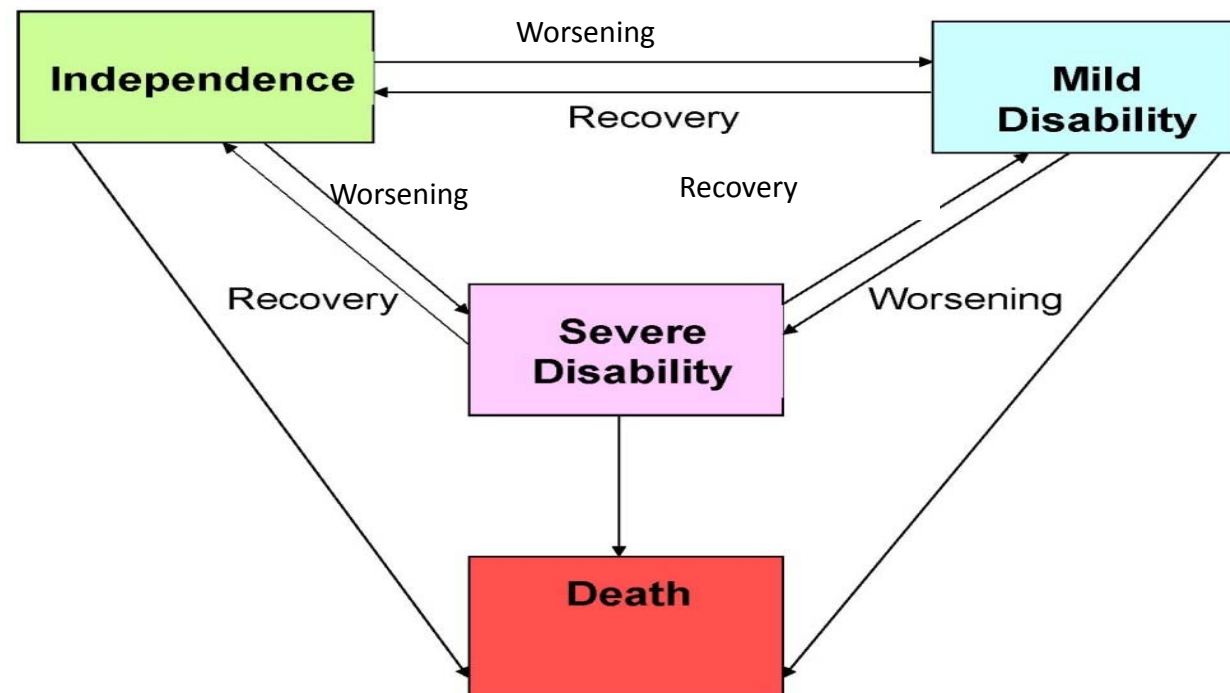 Worsening
Independence
Mild
Disability
Recovery
Worsening
Recovery
Recovery
Worsening
Severe
Disability
Death